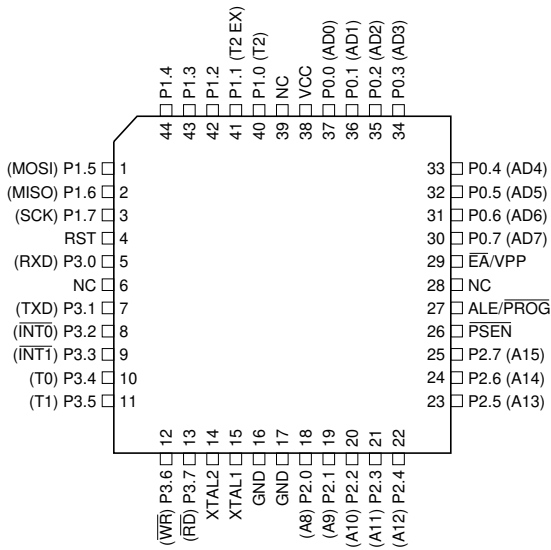 P1.4
P1.3
P1.2
P1.1 (T2 EX)
P1.0 (T2)
NC
VCC
P0.0 (AD0)
P0.1 (AD1)
P0.2 (AD2)
P0.3 (AD3)
44
43
42
41
40
39
38
37
36
35
34
(MOSI) P1.5 1
(MISO) P1.6 2
(SCK) P1.7 3
RST 4
(RXD) P3.0 5
NC 6
(TXD) P3.1 7
(INT0) P3.2 8
(INT1) P3.3 9
(T0) P3.4 10
(T1) P3.5 11
33 P0.4 (AD4)
32 P0.5 (AD5)
31 P0.6 (AD6)
30 P0.7 (AD7)
29 EA/VPP
28 NC
27 ALE/PROG
26 PSEN
25 P2.7 (A15)
24 P2.6 (A14)
23 P2.5 (A13)
12
13
14
15
16
17
18
19
20
21
22
(WR) P3.6
(RD) P3.7
XTAL2
XTAL1
GND
GND
(A8) P2.0
(A9) P2.1
(A10) P2.2
(A11) P2.3
(A12) P2.4